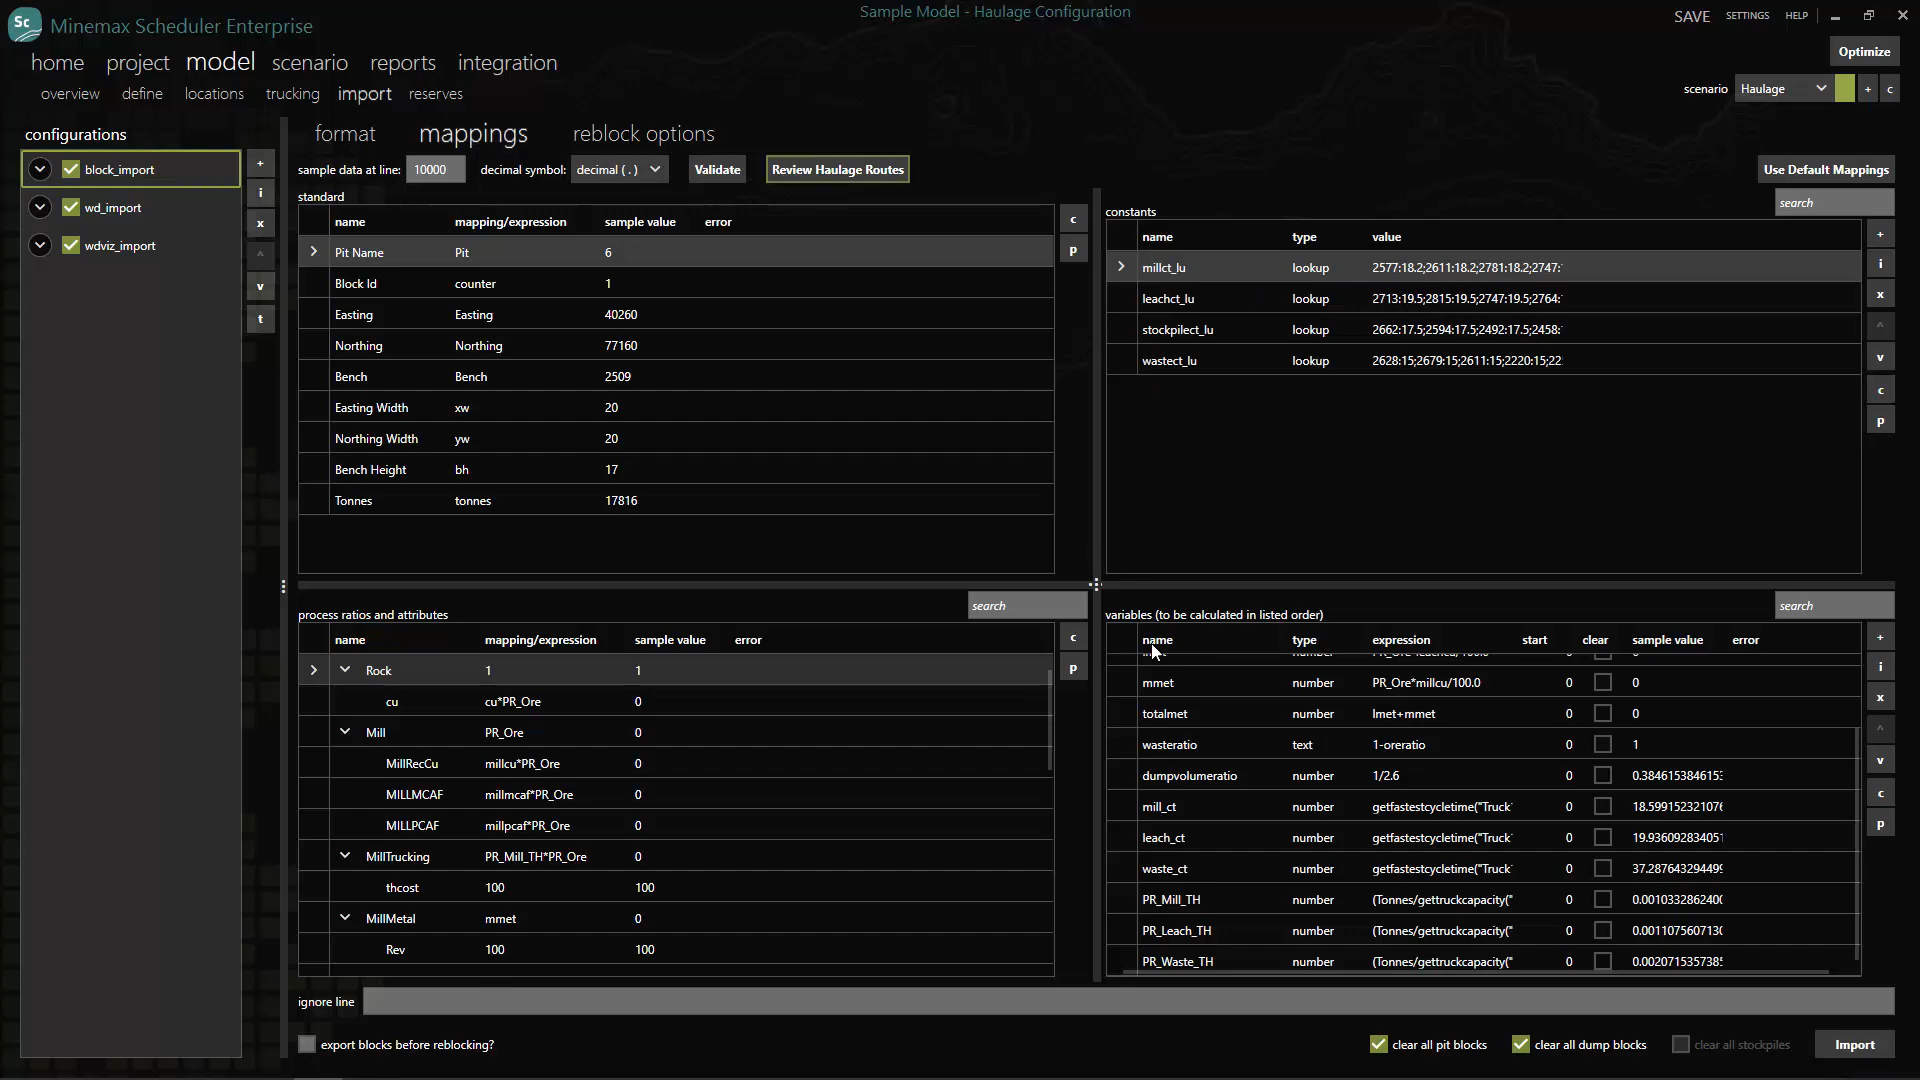 Sc
Minemax Scheduler Enterprise
Sample Model - Haulage Configuration
SAVE SETTINGS HELP
home project model scenario reports integration
Optimize
overview define locations trucking import reserves
scenario Haulage + c
configurations
block_import
wd_import
wdviz_import
+
i
x
^
v
t
format mappings reblock options
sample data at line: 10000 decimal symbol: decimal ( . ) Validate Review Haulage Routes Use Default Mappings
standard
name mapping/expression sample value error
Pit Name Pit 6
Block Id counter 1
Easting Easting 40260
Northing Northing 77160
Bench Bench 2509
Easting Width xw 20
Northing Width yw 20
Bench Height bh 17
Tonnes tonnes 17816
c
p
search
constants
name type value
millct_lu lookup 2577:18.2;2611:18.2;2781:18.2;2747:
leachct_lu lookup 2713:19.5;2815:19.5;2747:19.5;2764:
stockpilect_lu lookup 2662:17.5;2594:17.5;2492:17.5;2458:
wastect_lu lookup 2628:15;2679:15;2611:15;2220:15;22
+
i
x
^
v
c
p
search
process ratios and attributes
name mapping/expression sample value error
Rock 1 1
cu cu*PR_Ore 0
Mill PR_Ore 0
MillRecCu millcu*PR_Ore 0
MILLMCAF millmcaf*PR_Ore 0
MILLPCAF millpcaf*PR_Ore 0
MillTrucking PR_Mill_TH*PR_Ore 0
thcost 100 100
MillMetal mmet 0
Rev 100 100
c
p
search
variables (to be calculated in listed order)
name type expression start clear sample value error
mmet number PR_Ore*millcu/100.0 0 0
totalmet number lmet+mmet 0 0
wasteratio text 1-oreratio 0 1
dumpvolumeratio number 1/2.6 0 0.384615384615
mill_ct number getfastestcycletime("Truck 0 18.59915232107
leach_ct number getfastestcycletime("Truck 0 19.936092834051
waste_ct number getfastestcycletime("Truck 0 37.28764329449
PR_Mill_TH number (Tonnes/gettruckcapacity(" 0 0.00103328624
PR_Leach_TH number (Tonnes/gettruckcapacity(" 0 0.00110756071
PR_Waste_TH number (Tonnes/gettruckcapacity(" 0 0.00207153573
+
i
x
^
v
c
p
ignore line
export blocks before reblocking?
clear all pit blocks clear all dump blocks clear all stockpiles Import